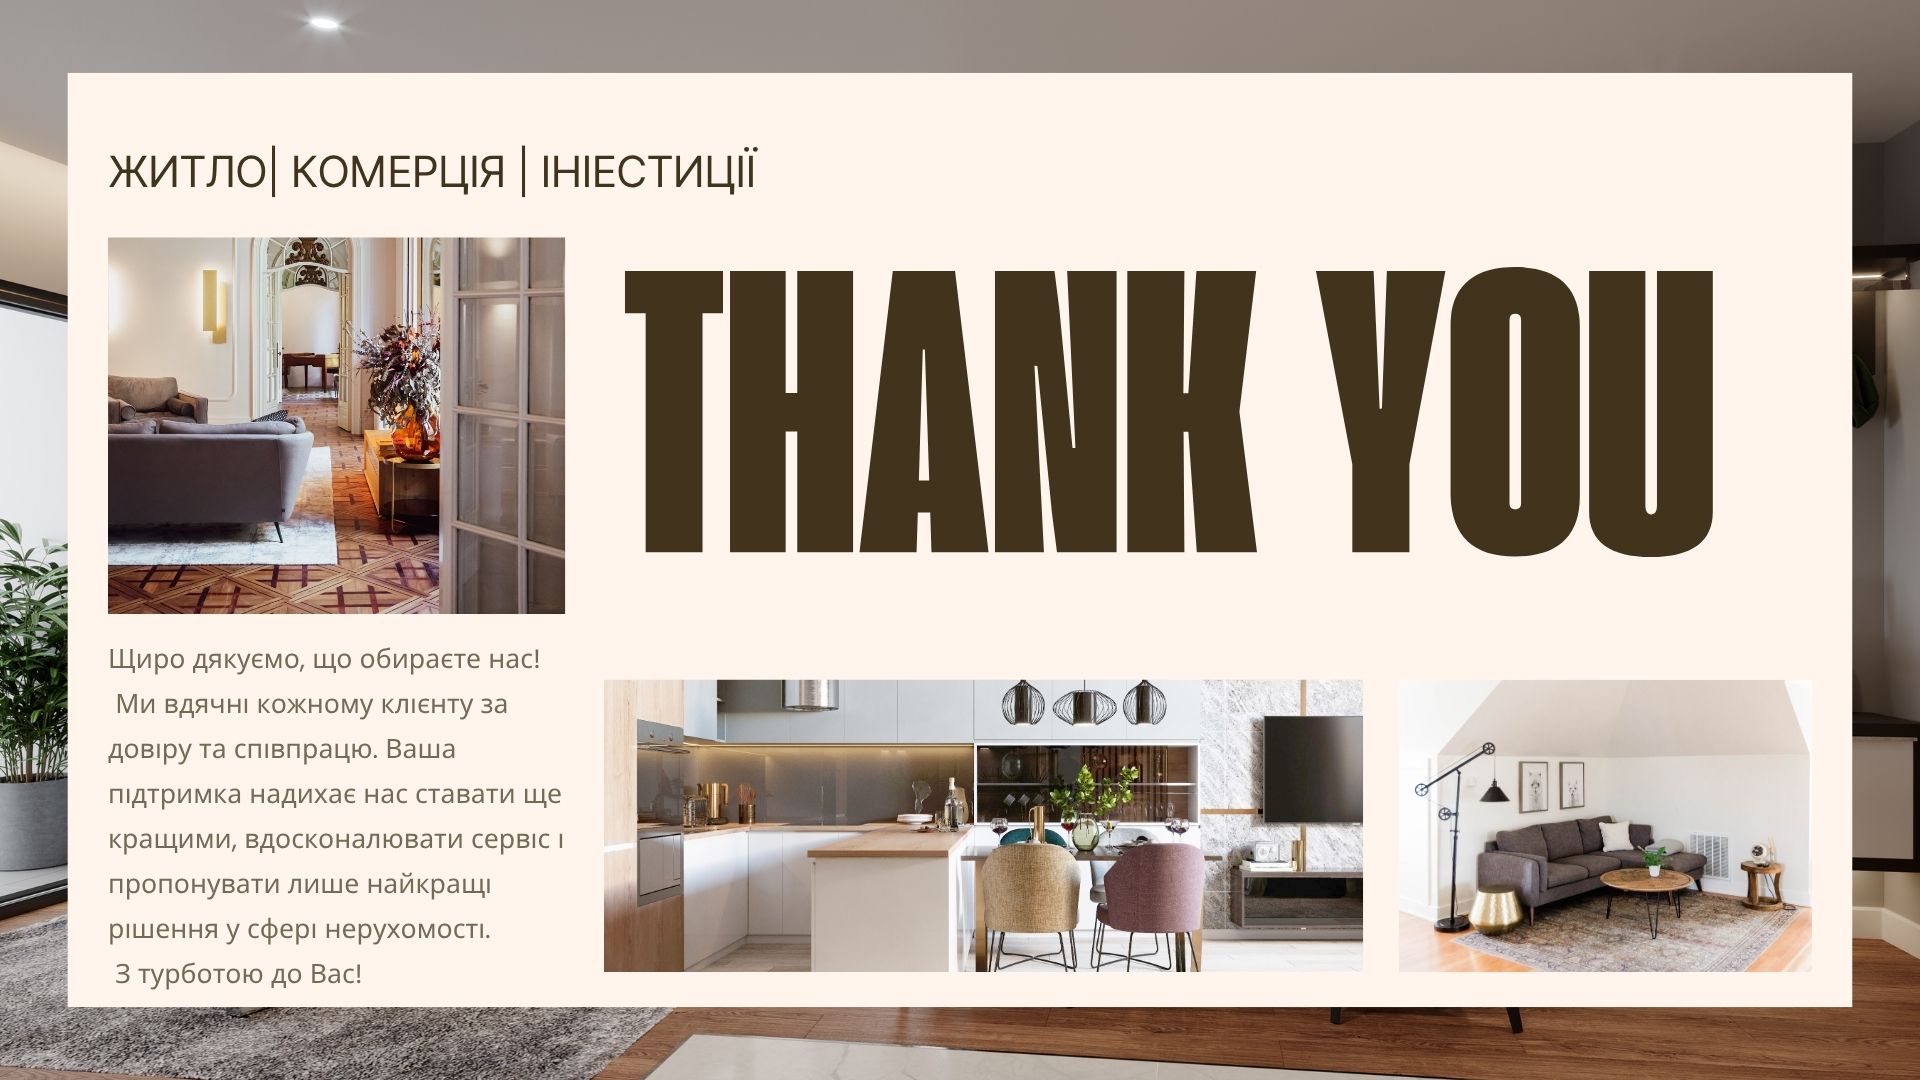 ЖИТЛО| КОМЕРЦІЯ | ІНІЕСТИЦІЇ
THANK YOU
Щиро дякуємо, що обираєте нас!
Ми вдячні кожному клієнту за
довіру та співпрацю. Ваша
підтримка надихає нас ставати ще
кращими, вдосконалювати сервіс і
пропонувати лише найкращі
рішення у сфері нерухомості.
З турботою до Вас!